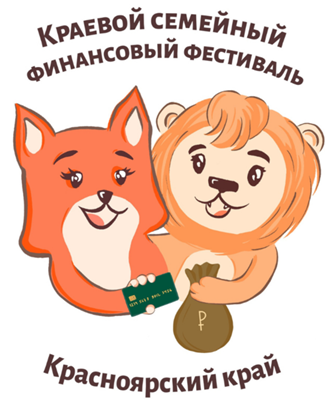 Краевой семейный
финансовый фестиваль
₽
Красноярский край